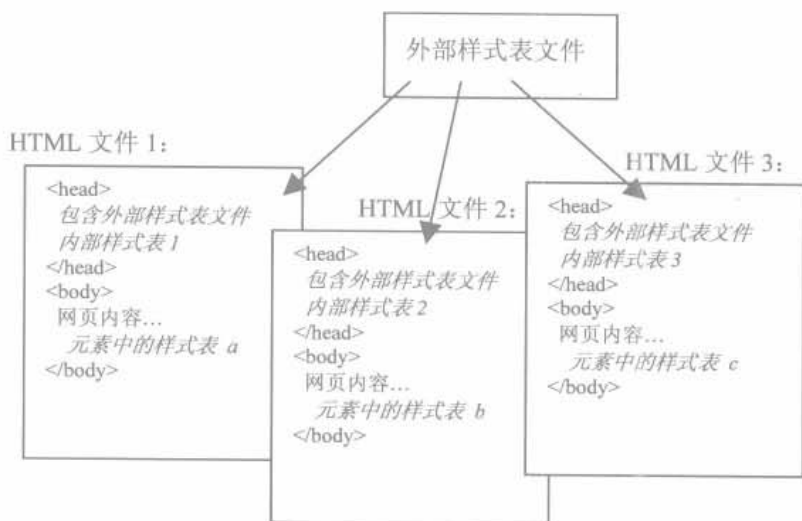 外部样式表文件
HTML 文件 1：
<head>
包含外部样式表文件
内部样式表 1
</head>
<body>
网页内容…
元素中的样式表 a
</body>
HTML 文件 2：
<head>
包含外部样式表文件
内部样式表 2
</head>
<body>
网页内容…
元素中的样式表 b
</body>
HTML 文件 3：
<head>
包含外部样式表文件
内部样式表 3
</head>
<body>
网页内容…
元素中的样式表 c
</body>